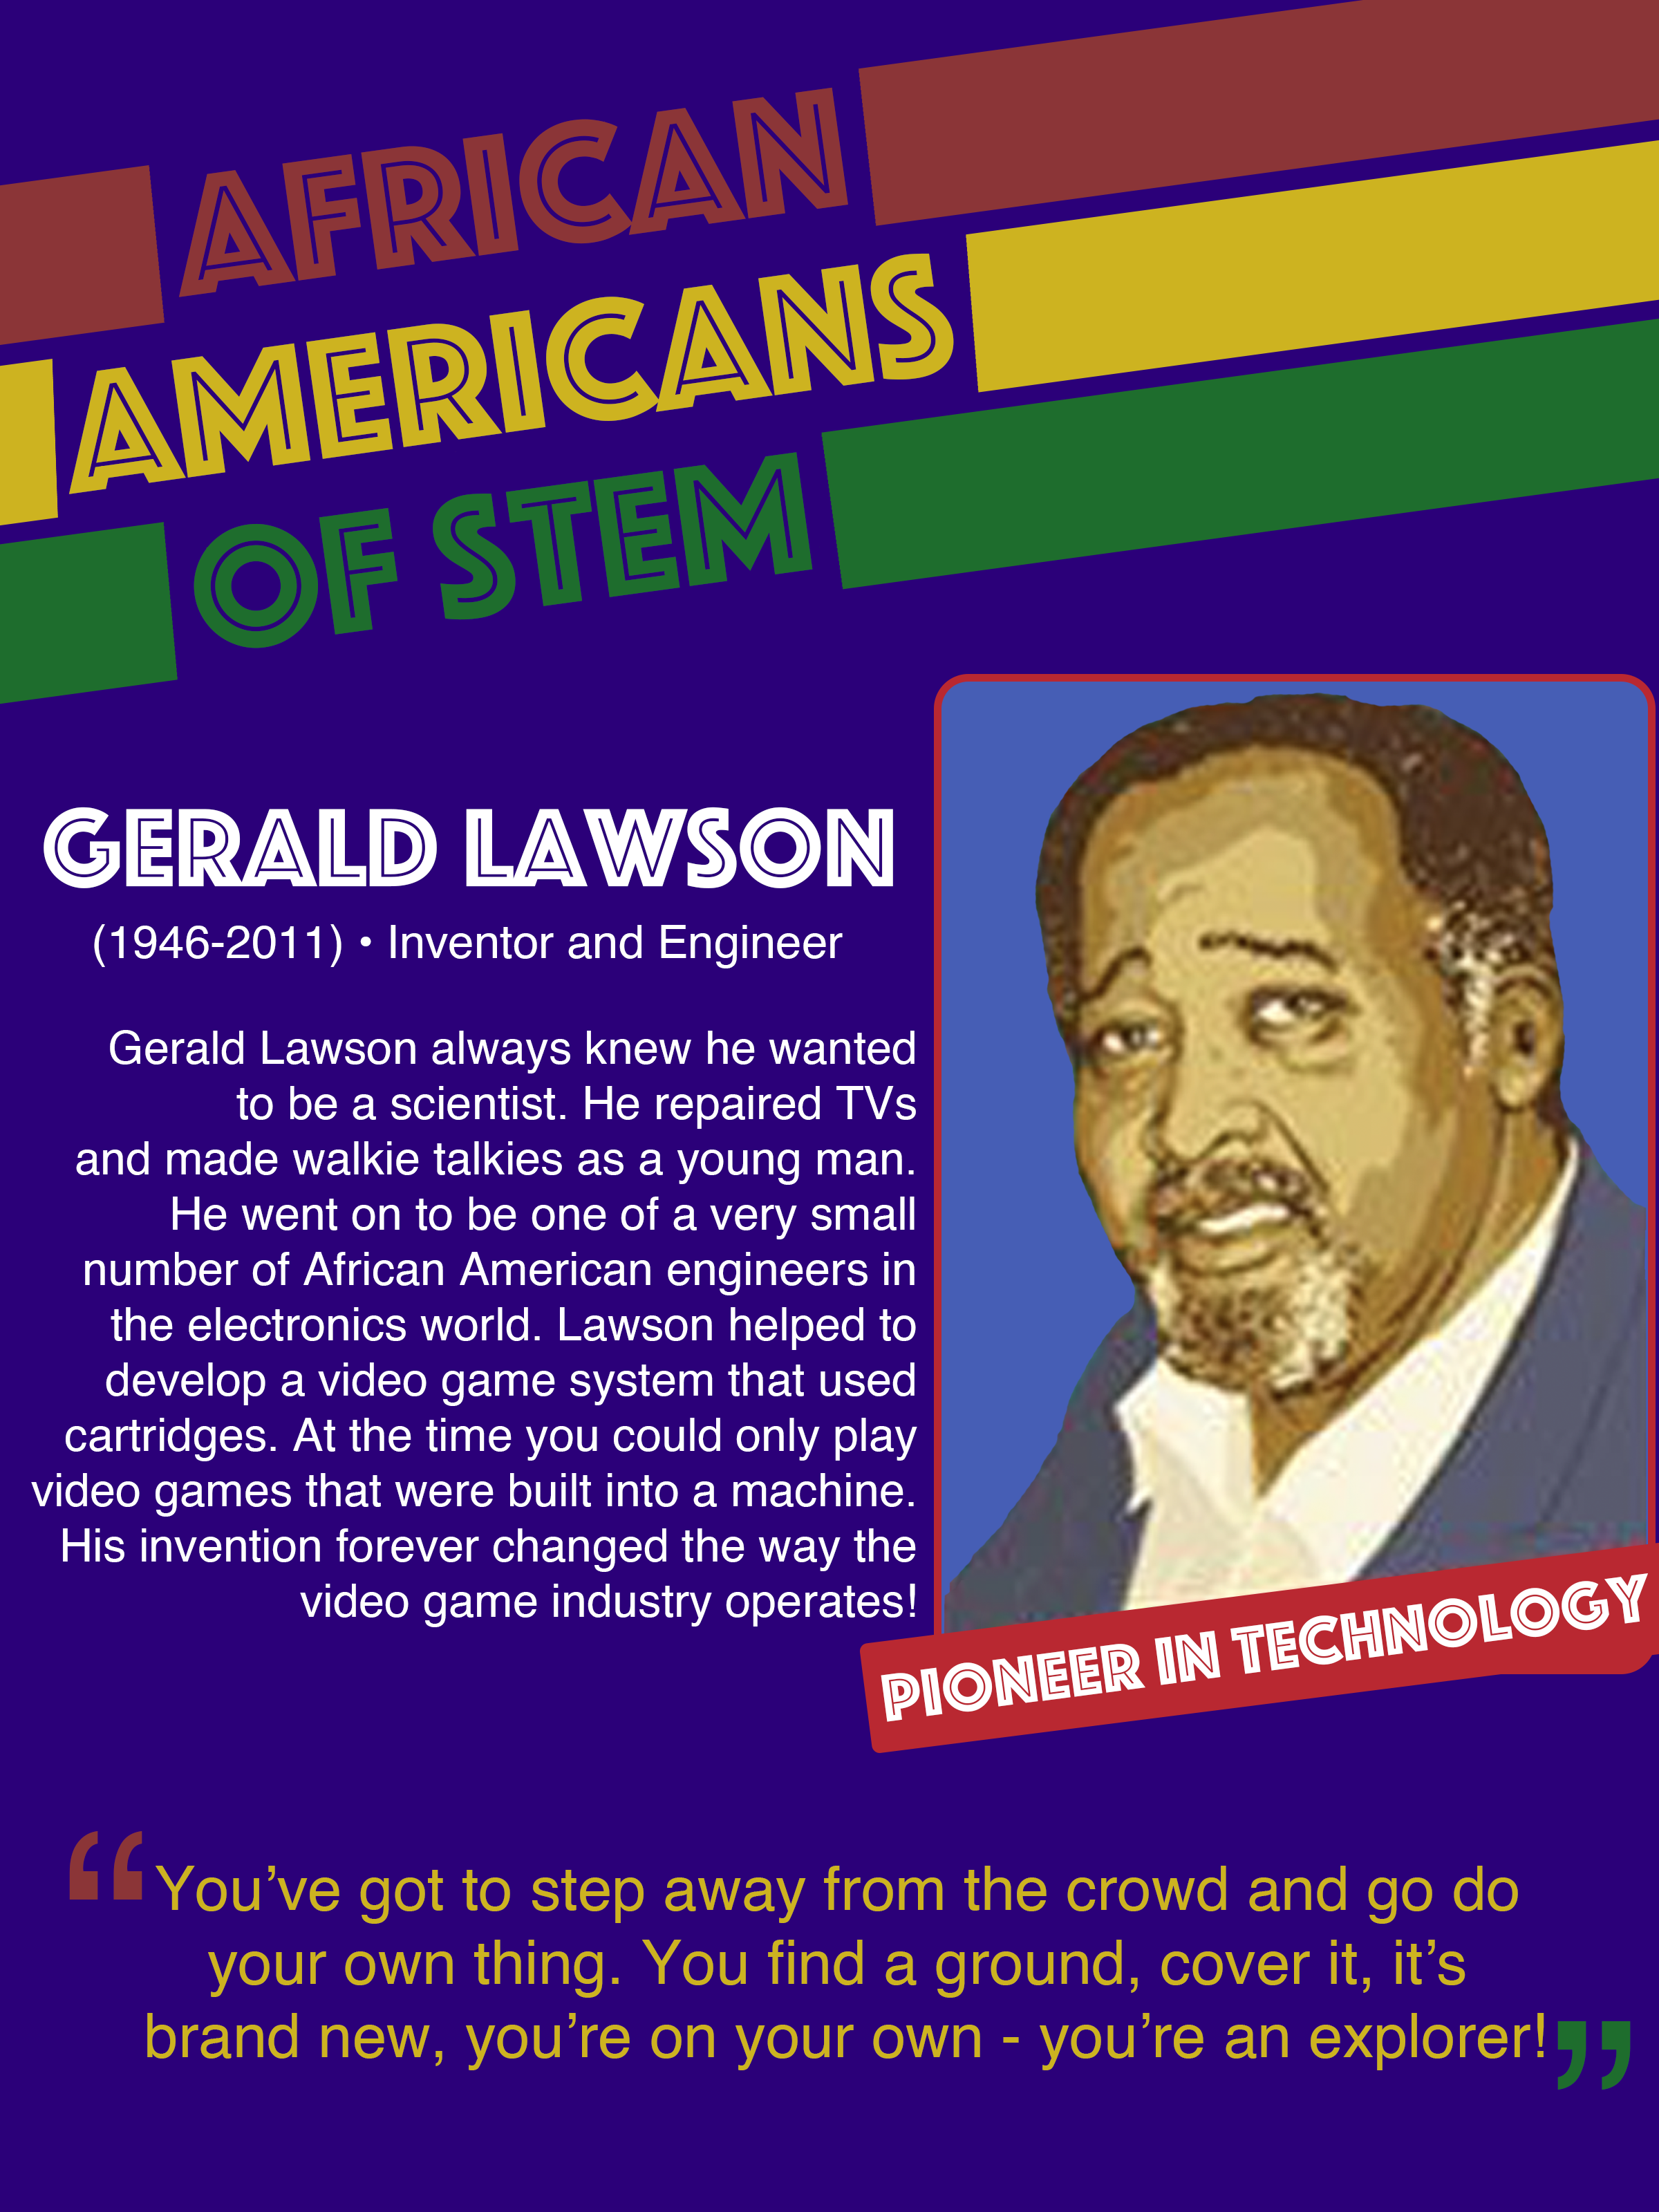 AFRICAN
AMERICANS
OF STEM
GERALD LAWSON
(1946-2011) • Inventor and Engineer
Gerald Lawson always knew he wanted
to be a scientist. He repaired TVs
and made walkie talkies as a young man.
He went on to be one of a very small
number of African American engineers in
the electronics world. Lawson helped to
develop a video game system that used
cartridges. At the time you could only play
video games that were built into a machine.
His invention forever changed the way the
video game industry operates!
PIONEER IN TECHNOLOGY
“You’ve got to step away from the crowd and go do
your own thing. You find a ground, cover it, it’s
brand new, you’re on your own - you’re an explorer!”